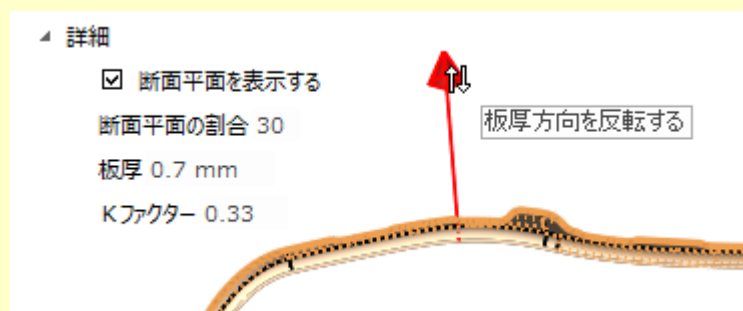 詳細
断面平面を表示する
断面平面の割合 30
板厚方向を反転する
板厚 0.7 mm
Kファクター 0.33